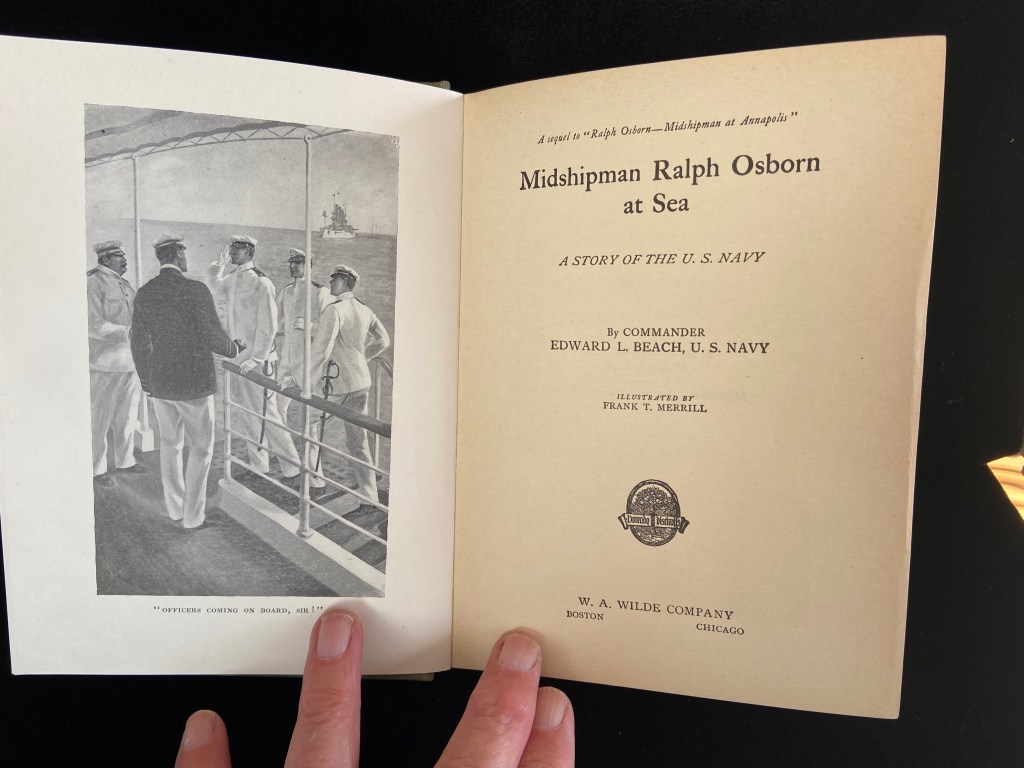 "OFFICERS COMING ON BOARD, SIR!"
A sequel to "Ralph Osborn—Midshipman at Annapolis"
Midshipman Ralph Osborn
at Sea
A STORY OF THE U. S. NAVY
By COMMANDER
EDWARD L. BEACH, U. S. NAVY
ILLUSTRATED BY
FRANK T. MERRILL
W. A. WILDE COMPANY
BOSTON CHICAGO